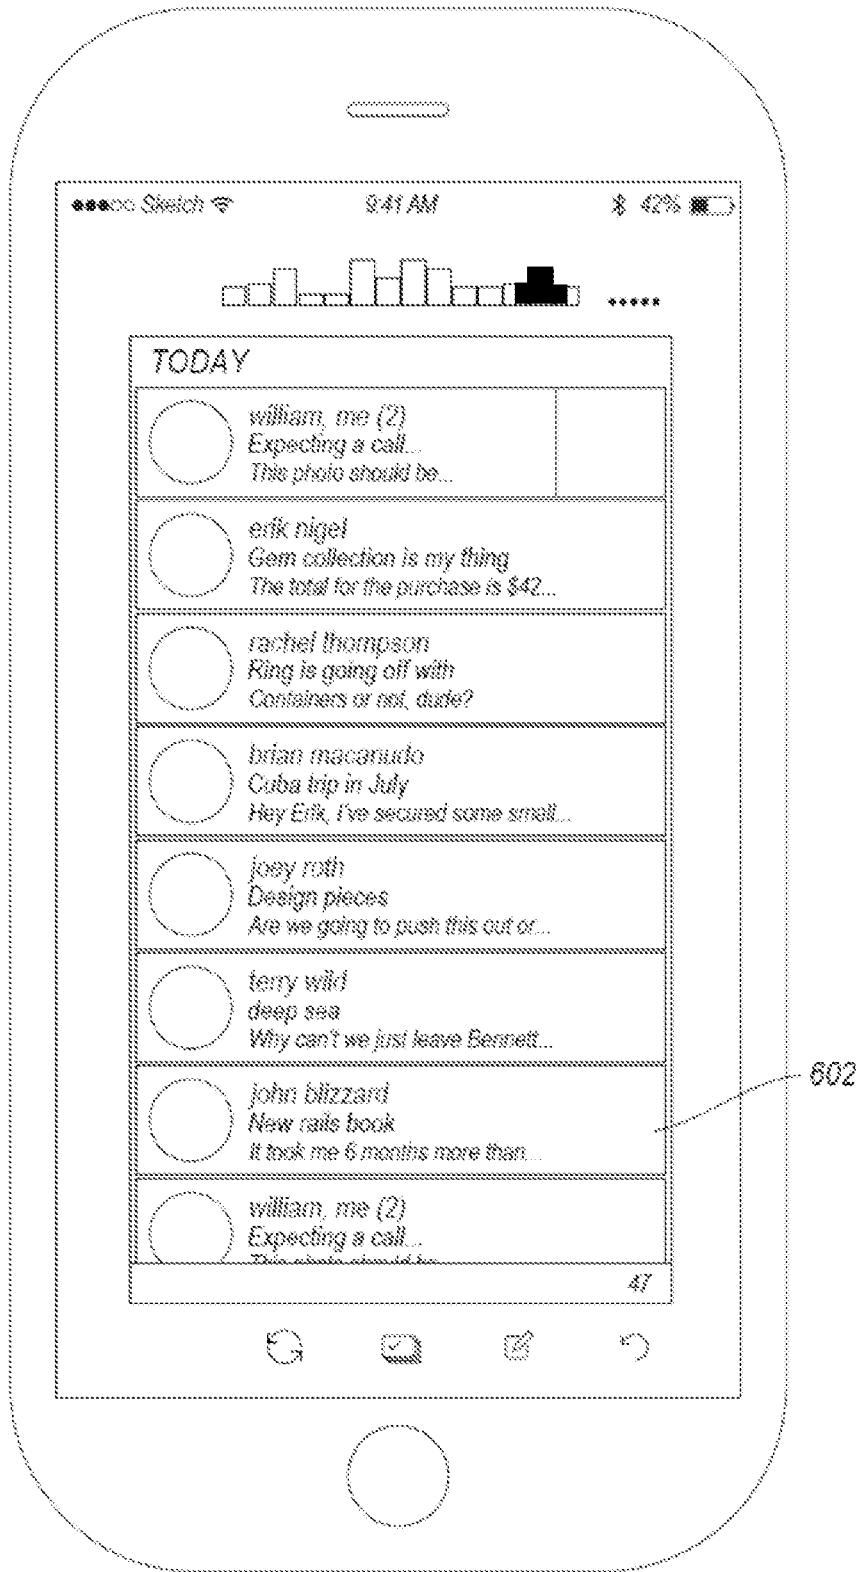 Sketch 9:41 AM 42%
TODAY
william, me (2)
Expecting a call...
This photo should be...
erik nigel
Gem collection is my thing
The total for the purchase is $42...
rachel thompson
Ring is going off with
Containers or not, dude?
brian macanudo
Cuba trip in July
Hey Erik, I've secured some small...
joey roth
Design pieces
Are we going to push this out or...
terry wild
deep sea
Why can't we just leave Bennett...
john blizzard
New rails book
It took me 6 months more than...
602
william, me (2)
Expecting a call...
This photo should be
47